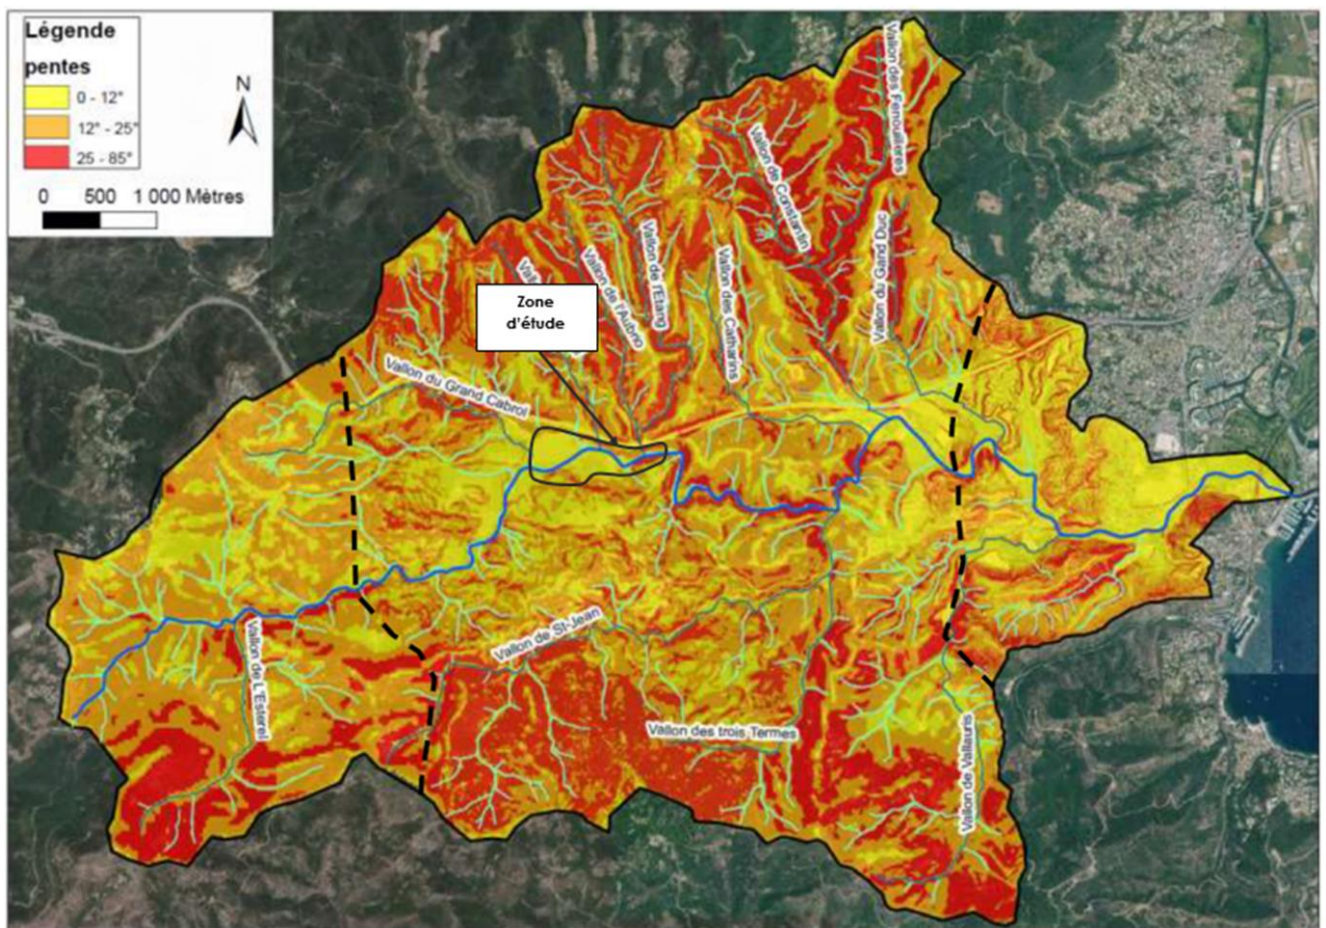 Légende
pentes
0 - 12°
12° - 25°
25 - 85°
N
0 500 1 000 Mètres
Vallon des Fenouillères
Vallon de Constantin
Vallon du Gand Duc
Vallon de l'Etang
Vallon des Catharins
Vallon de l'Aubno
Zone
d'étude
Vallon du Grand Cabrol
Vallon de St-Jean
Vallon de L'Esterel
Vallon des trois Termes
Vallon de Vallauris